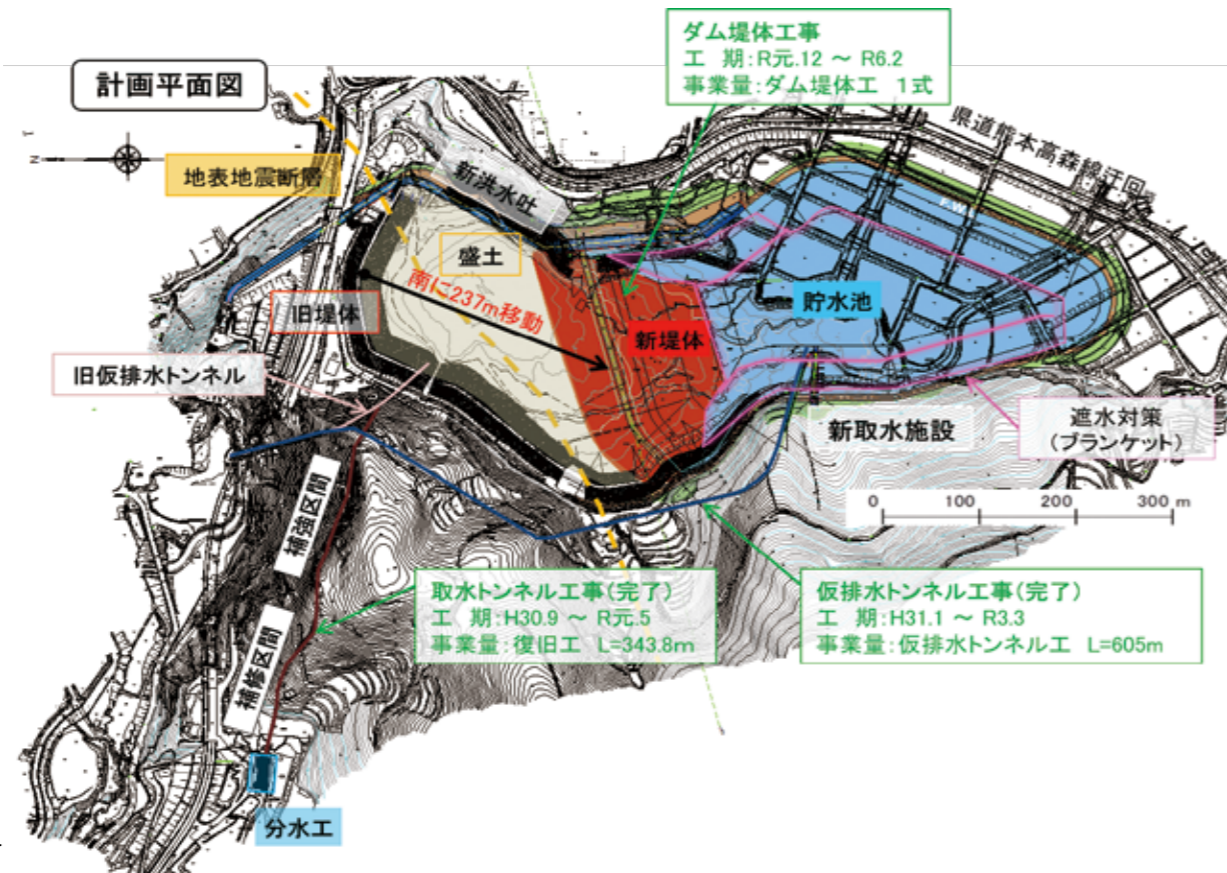 計画平面図
ダム堤体工事
工　期:R元.12 ～ R6.2
事業量:ダム堤体工　1式
県道熊本高森線迂回
N
地表地震断層
新洪水吐
盛土
南に237m移動
旧堤体
新堤体
貯水池
旧仮排水トンネル
新取水施設
遮水対策
(ブランケット)
0 100 200 300 m
補強区間
補修区間
取水トンネル工事(完了)
工　期:H30.9 ～ R元.5
事業量:復旧工　L=343.8m
仮排水トンネル工事(完了)
工　期:H31.1 ～ R3.3
事業量:仮排水トンネル工　L=605m
分水工